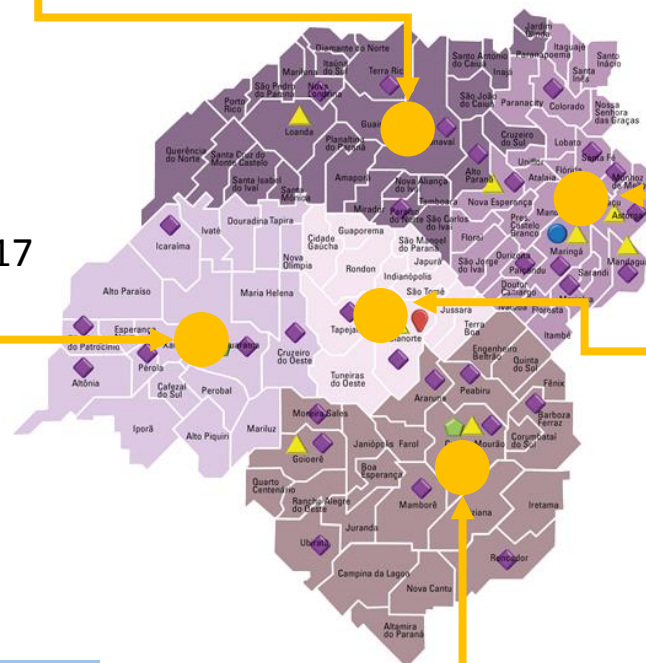 Jardim
Olinda
Itaguajé
Diamante do Norte
Santo Antônio
do Caiuá
Paranapoema
Santo
Inácio
Santa
Inês
Itaúna
do Sul
Terra Rica
Inajá
Marilena
São Pedro
do Paraná
Nova
Londrina
São João
do Caiuá
Paranacity
Colorado
Nossa
Senhora
das Graças
Porto
Rico
Loanda
Planaltina
do Paraná
Cruzeiro
do Sul
Lobato
Santa Fé
Querência
do Norte
Santa Cruz do
Monte Castelo
Alto
Paraná
Uniflor
Flórida
Atalaia
Santa Isabel
do Ivaí
Santa
Mônica
Amaporã
Nova Aliança
do Ivaí
Tamboara
Nova Esperança
Mirador
Paraíso
do Norte
São Carlos
do Ivaí
Floraí
Pres.
Castelo
Branco
Maringá
Ivaté
Douradina
Tapira
Cidade
Gaúcha
Guaporema
São Manoel
do Paraná
Icaraíma
17
Nova
Olímpia
Rondon
Japurá
Indianópolis
São Jorge
do Ivaí
Ourizona
Paiçandu
Sarandi
Doutor
Camargo
Alto Paraíso
Maria Helena
São Tomé
Jussara
Floresta
Terra
Boa
Itambé
Esperança
do Patrocínio
Cruzeiro
do Oeste
Pérola
Altônia
Cafezal
do Sul
Perobal
Tuneiras
do Oeste
Engenheiro
Beltrão
Quinta
do Sol
Peabiru
Fênix
Araruna
Iporã
Alto Piquiri
Mariluz
Moreira Sales
Barboza
Ferraz
Goioerê
Janiópolis
Farol
Mourão
Corumbataí
do Sul
Boa
Esperança
Quarto
Centenário
Rancho Alegre
do Oeste
Mamborê
Iretama
Juranda
Ubiratã
Roncador
Campina da Lagoa
Nova Cantu
Altamira
do Paraná